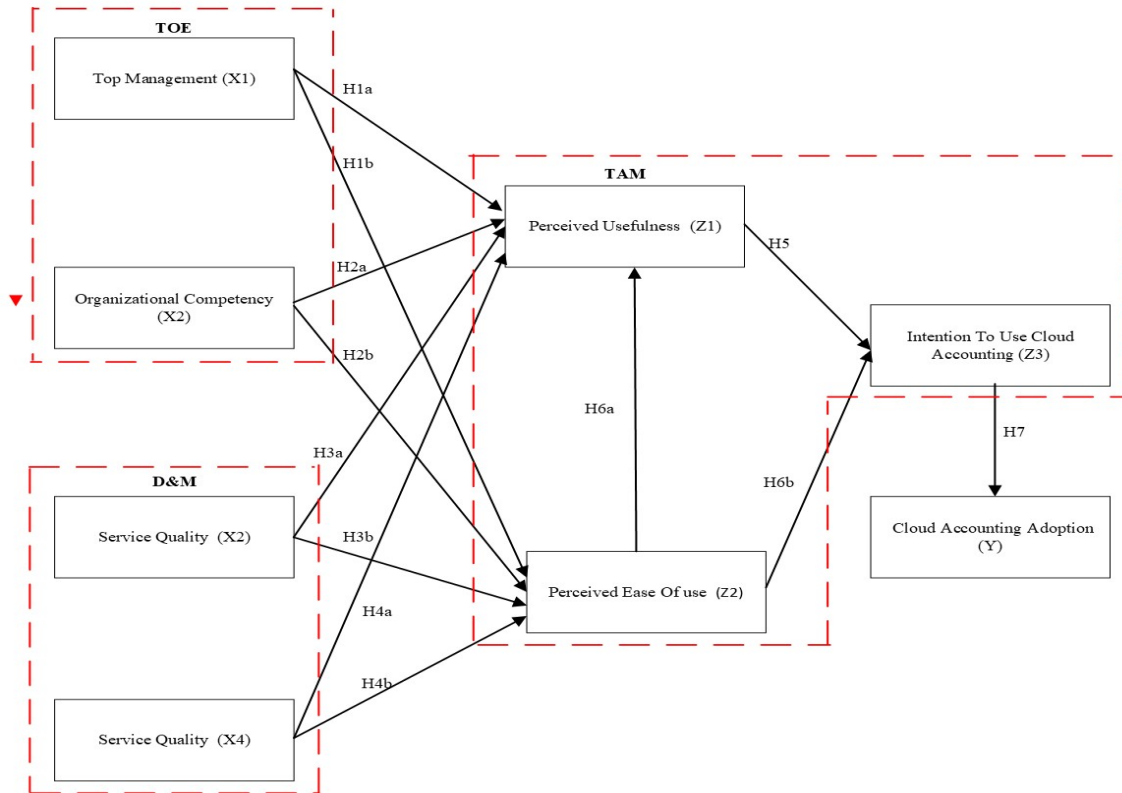 TOE
Top Management (X1)
H1a
H1b
TAM
Perceived Usefulness (Z1)
H5
Organizational Competency
(X2)
H2a
H2b
Intention To Use Cloud
Accounting (Z3)
H6a
H7
H3a
H6b
D&M
Service Quality (X2)
H3b
Cloud Accounting Adoption
(Y)
Perceived Ease Of use (Z2)
H4a
H4b
Service Quality (X4)